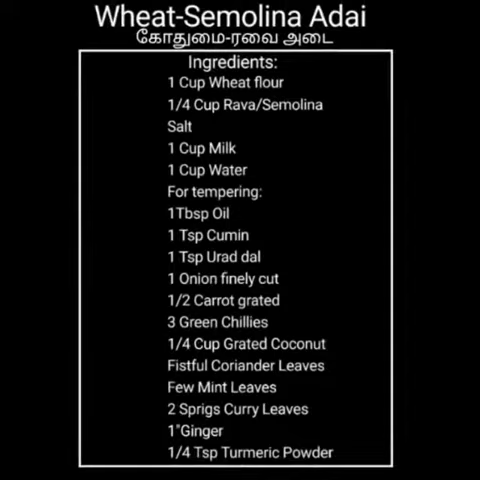 Wheat-Semolina Adai
கோதுமை-ரவை அடை
Ingredients:
1 Cup Wheat flour
1/4 Cup Rava/Semolina
Salt
1 Cup Milk
1 Cup Water
For tempering:
1Tbsp Oil
1 Tsp Cumin
1 Tsp Urad dal
1 Onion finely cut
1/2 Carrot grated
3 Green Chillies
1/4 Cup Grated Coconut
Fistful Coriander Leaves
Few Mint Leaves
2 Sprigs Curry Leaves
1"Ginger
1/4 Tsp Turmeric Powder